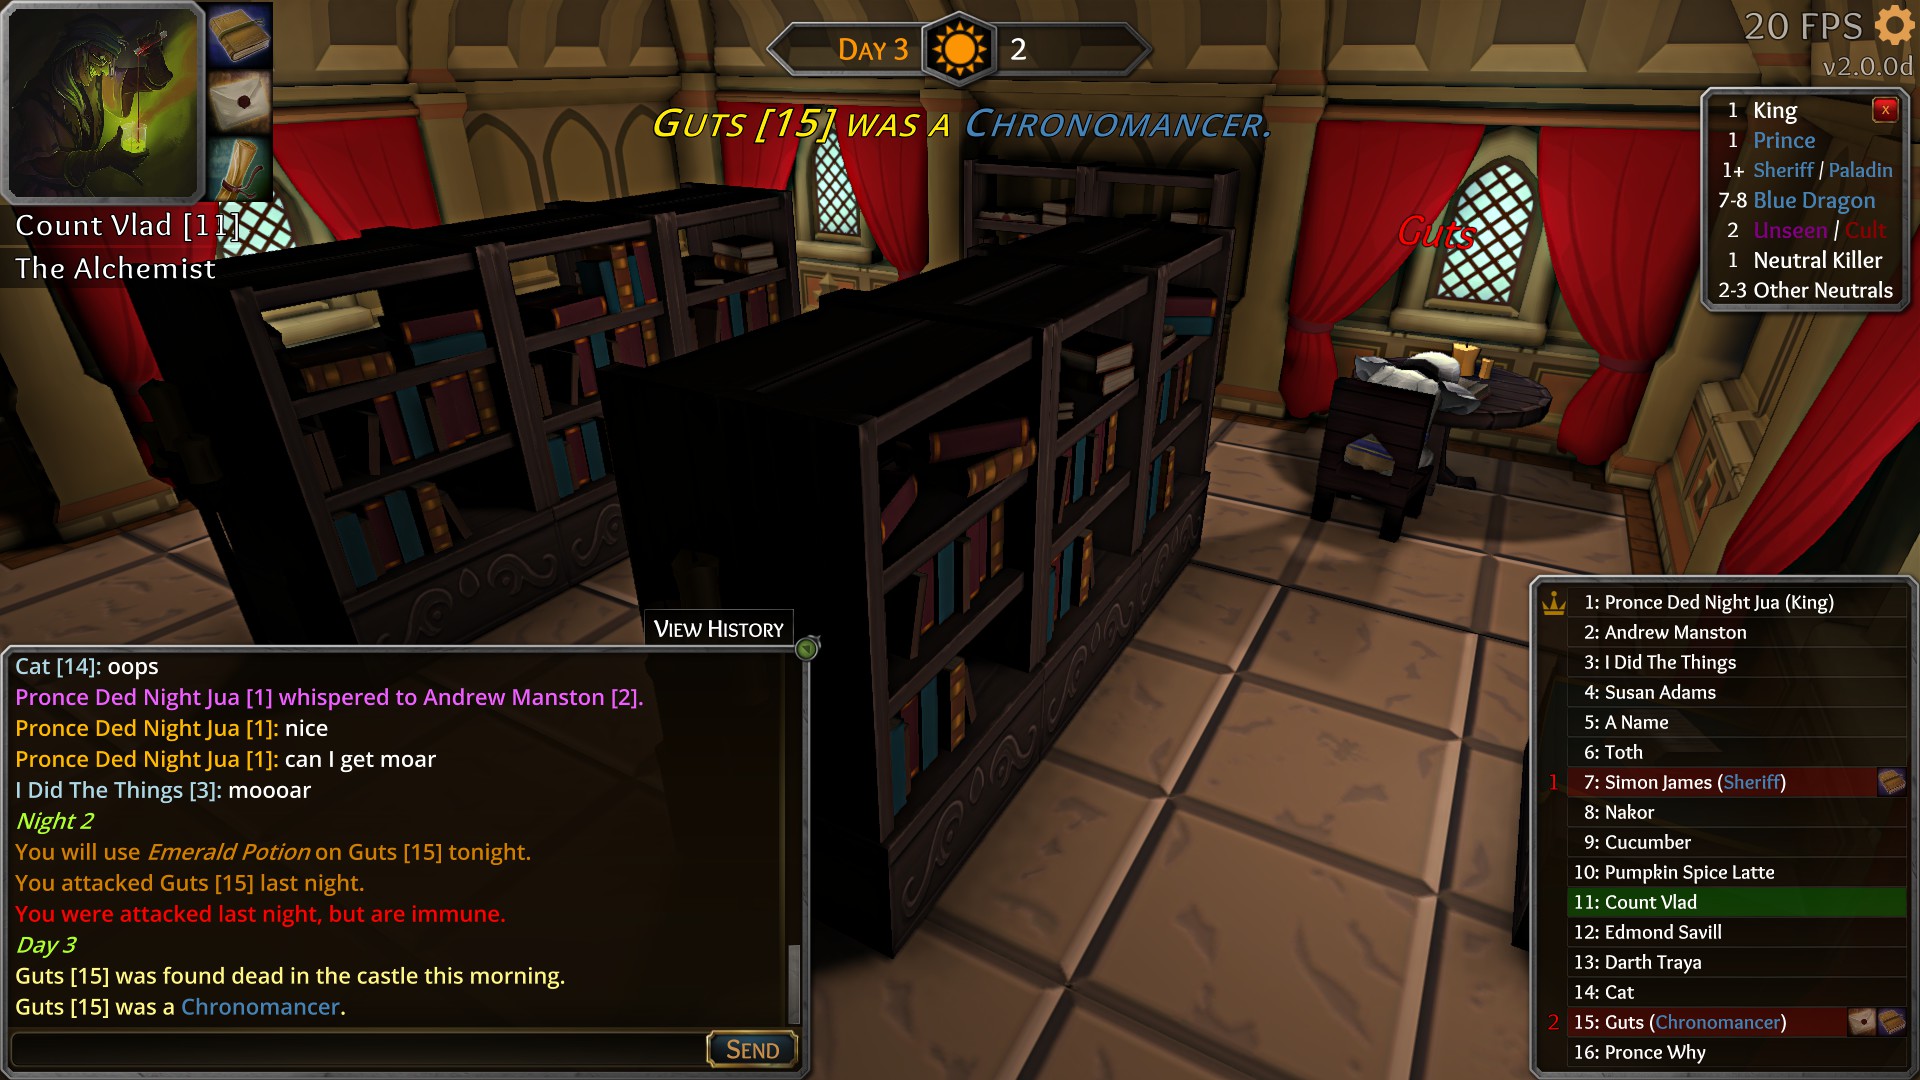 DAY 3 2
20 FPS
v2.0.0d
GUTS [15] WAS A CHRONOMANCER.
Count Vlad [11]
The Alchemist
1 King x
1 Prince
1+ Sheriff / Paladin
7-8 Blue Dragon
2 Unseen / Cult
1 Neutral Killer
2-3 Other Neutrals
Guts
VIEW HISTORY
Cat [14]: oops
Pronce Ded Night Jua [1] whispered to Andrew Manston [2].
Pronce Ded Night Jua [1]: nice
Pronce Ded Night Jua [1]: can I get moar
I Did The Things [3]: moooar
Night 2
You will use Emerald Potion on Guts [15] tonight.
You attacked Guts [15] last night.
You were attacked last night, but are immune.
Day 3
Guts [15] was found dead in the castle this morning.
Guts [15] was a Chronomancer.
SEND
1: Pronce Ded Night Jua (King)
2: Andrew Manston
3: I Did The Things
4: Susan Adams
5: A Name
6: Toth
1 7: Simon James (Sheriff)
8: Nakor
9: Cucumber
10: Pumpkin Spice Latte
11: Count Vlad
12: Edmond Savill
13: Darth Traya
14: Cat
2 15: Guts (Chronomancer)
16: Pronce Why